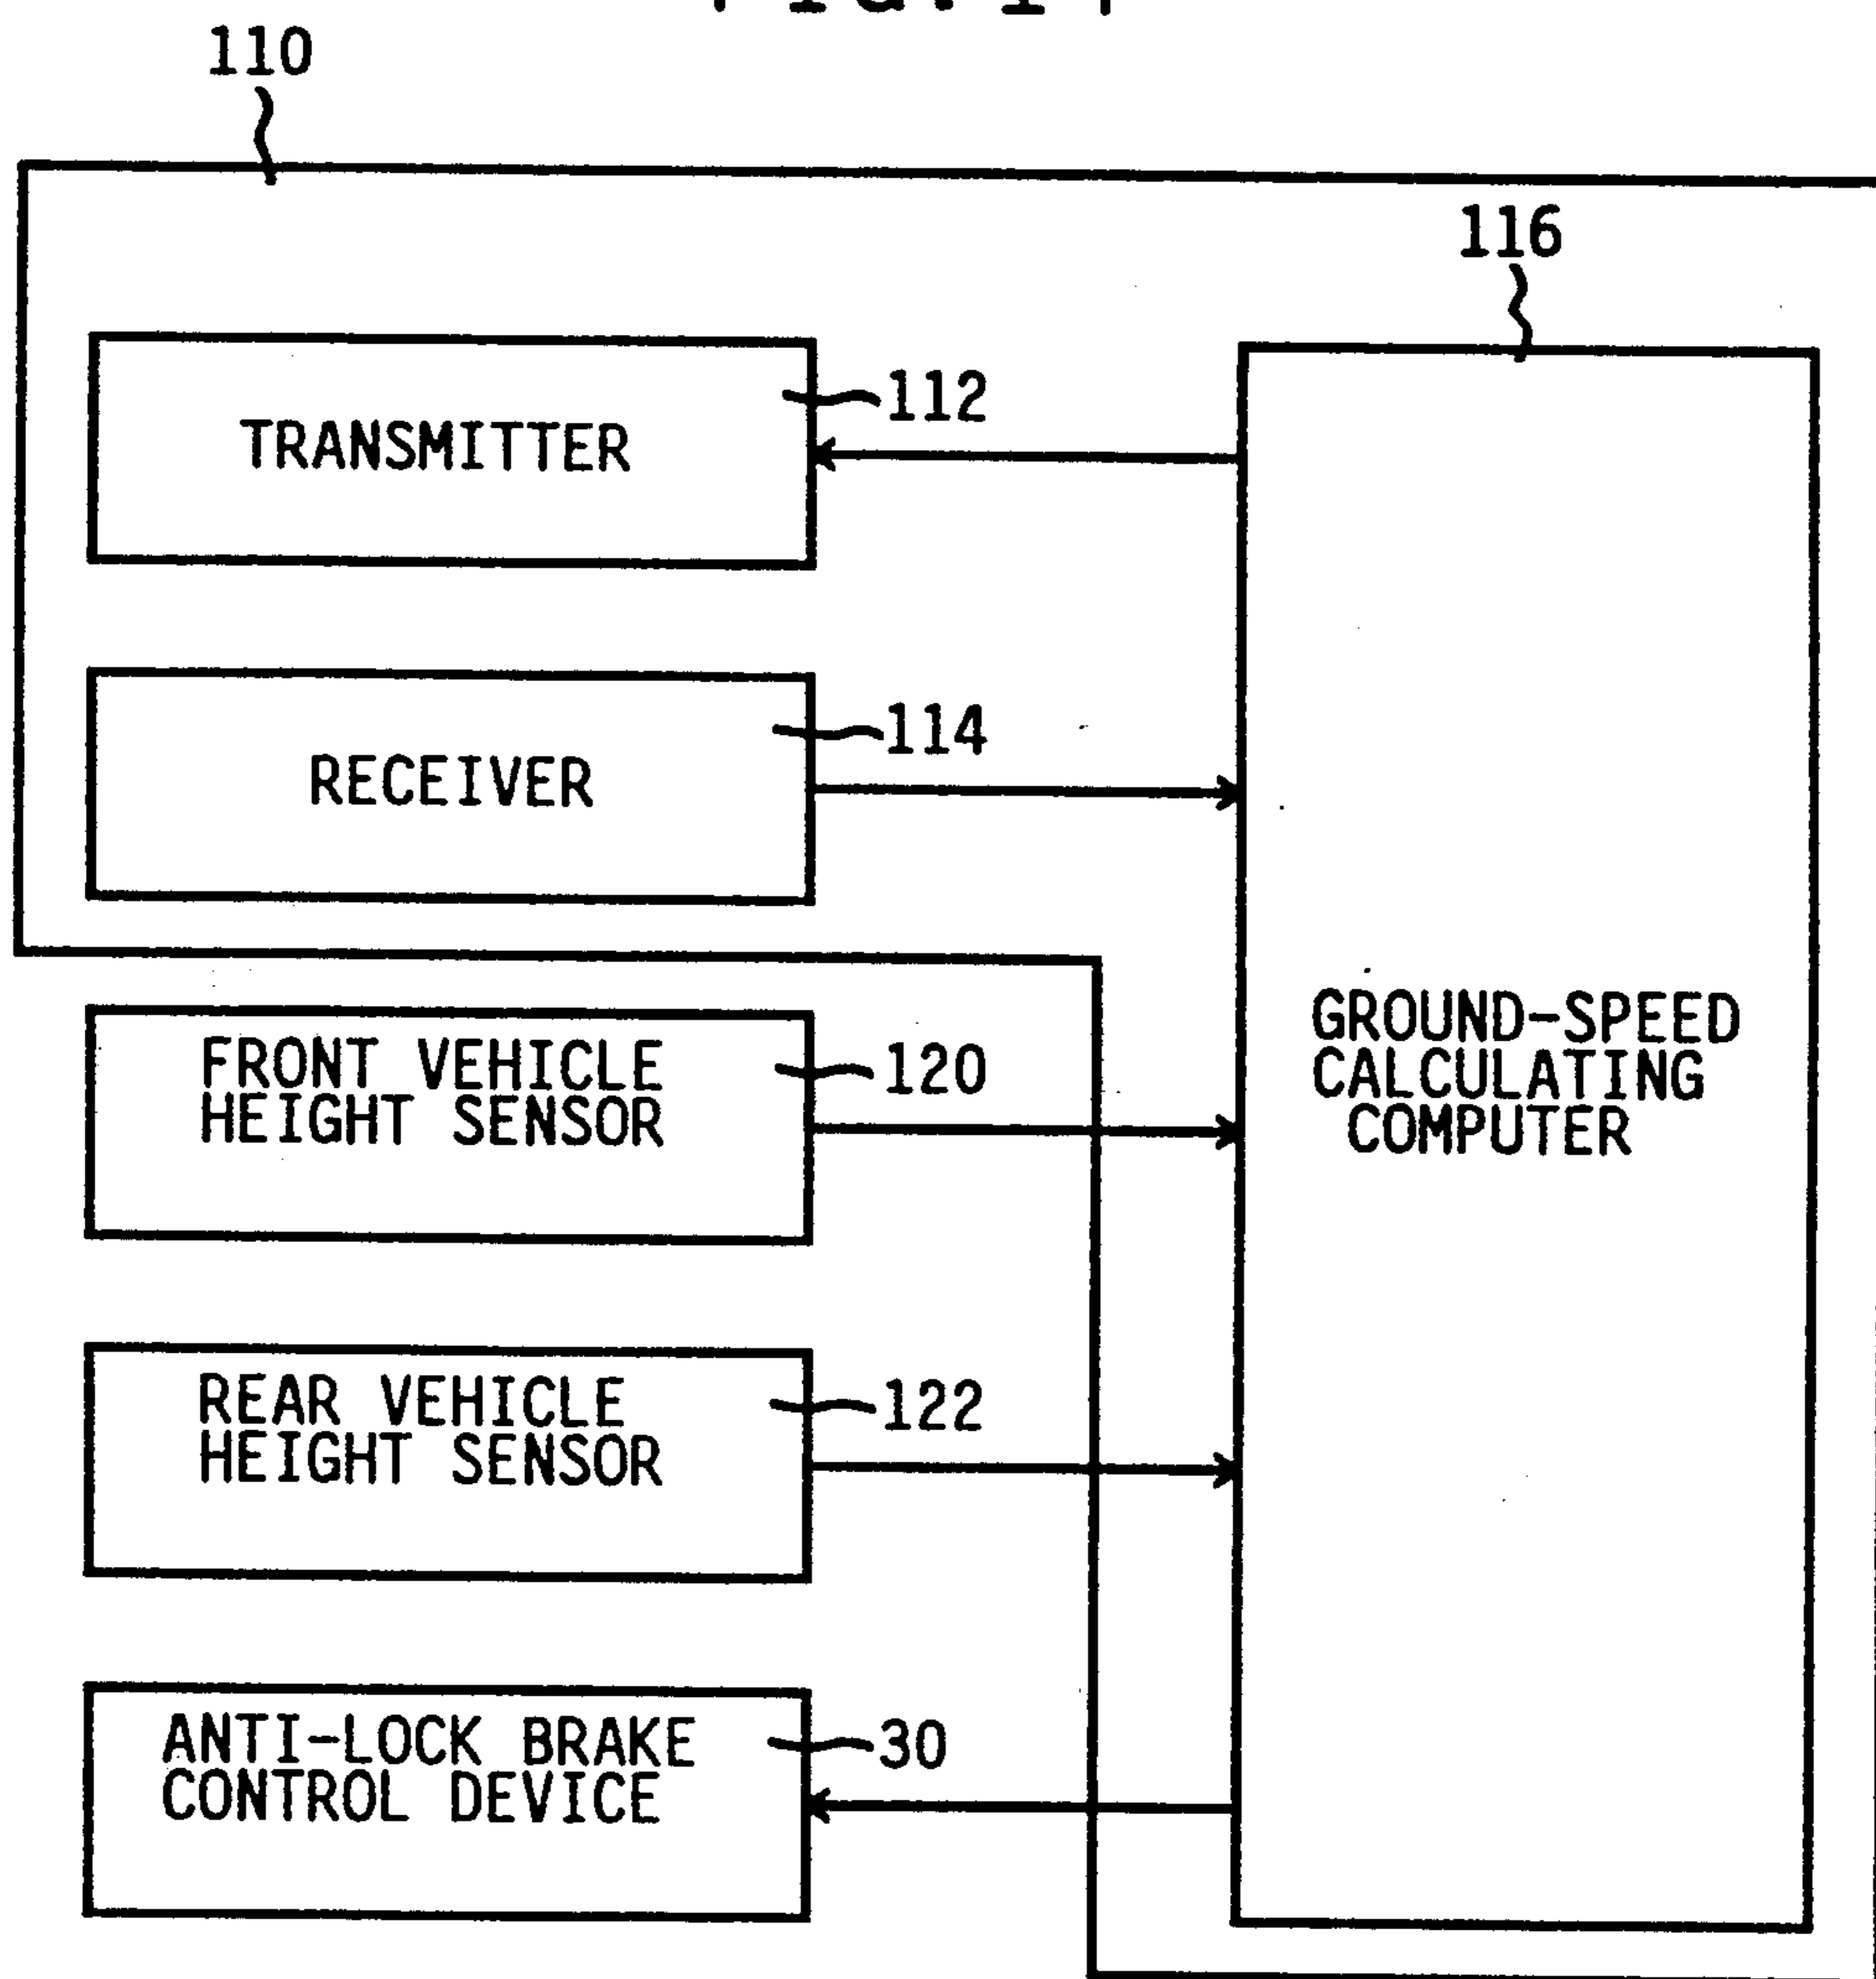 110
116
TRANSMITTER
112
RECEIVER
114
FRONT VEHICLE
HEIGHT SENSOR
120
GROUND-SPEED
CALCULATING
COMPUTER
REAR VEHICLE
HEIGHT SENSOR
122
ANTI-LOCK BRAKE
CONTROL DEVICE
30